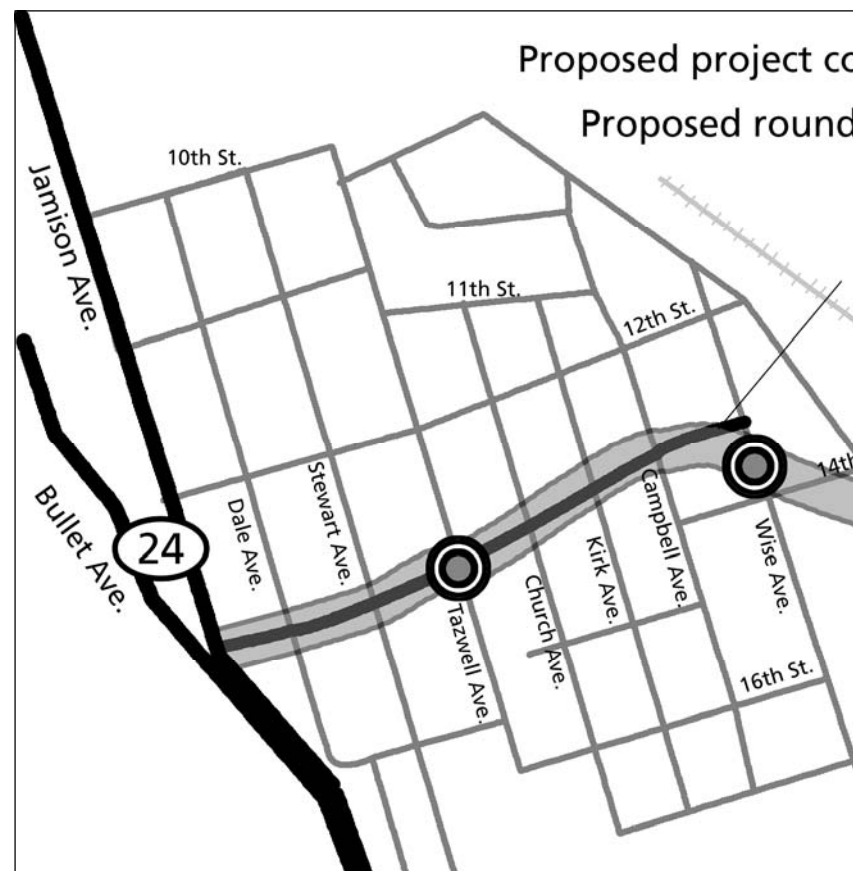 Proposed project co
Proposed round
10th St.
Jamison Ave.
11th St.
12th St.
Bullet Ave.
24
Dale Ave.
Stewart Ave.
Tazwell Ave.
Church Ave.
Kirk Ave.
Campbell Ave.
Wise Ave.
14th
16th St.